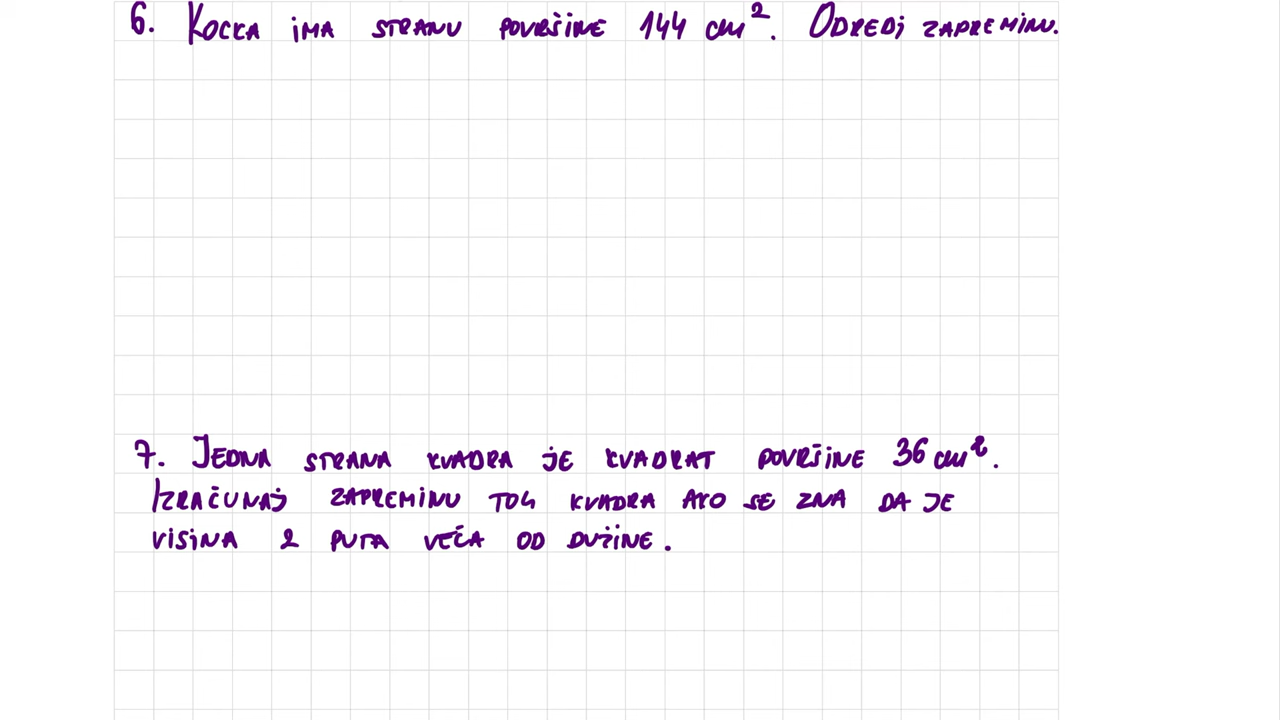 6. Kocka ima stranu površine 144 cm². Odredi zapreminu.
7. Jedna strana kvadra je kvadrat površine 36 cm².
Izračunaj zapreminu tog kvadra ako se zna da je
visina 2 puta veća od dužine.